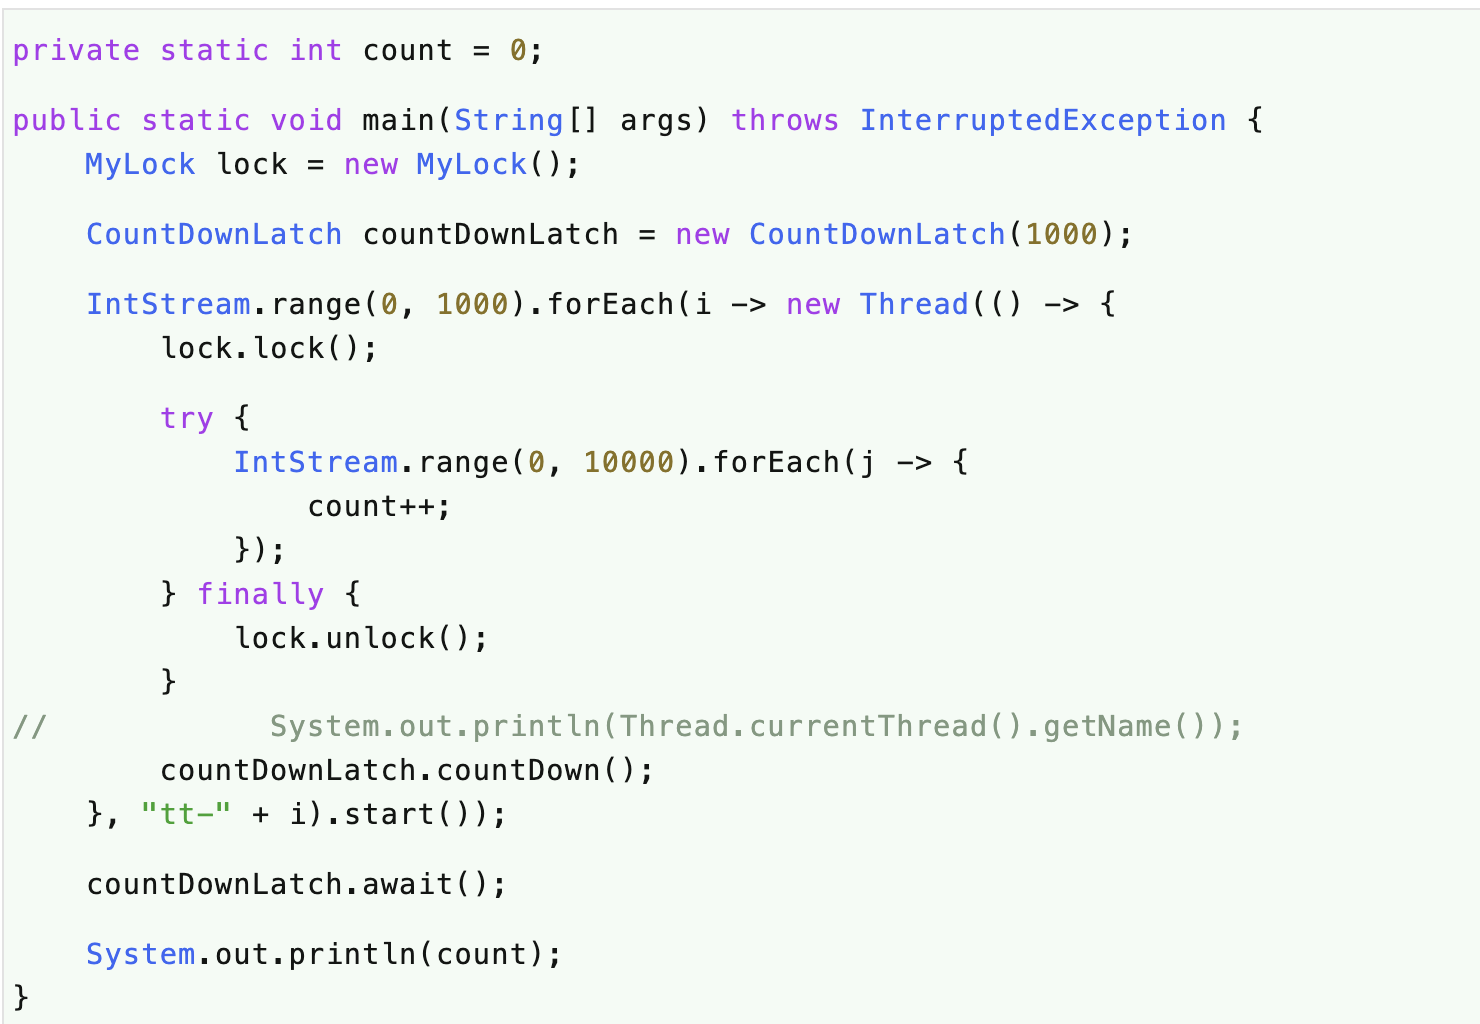 private static int count = 0;
public static void main(String[] args) throws InterruptedException {
    MyLock lock = new MyLock();
    CountDownLatch countDownLatch = new CountDownLatch(1000);
    IntStream.range(0, 1000).forEach(i -> new Thread(() -> {
        lock.lock();
        try {
            IntStream.range(0, 10000).forEach(j -> {
                count++;
            });
        } finally {
            lock.unlock();
        }
//            System.out.println(Thread.currentThread().getName());
        countDownLatch.countDown();
    }, "tt-" + i).start());
    countDownLatch.await();
    System.out.println(count);
}